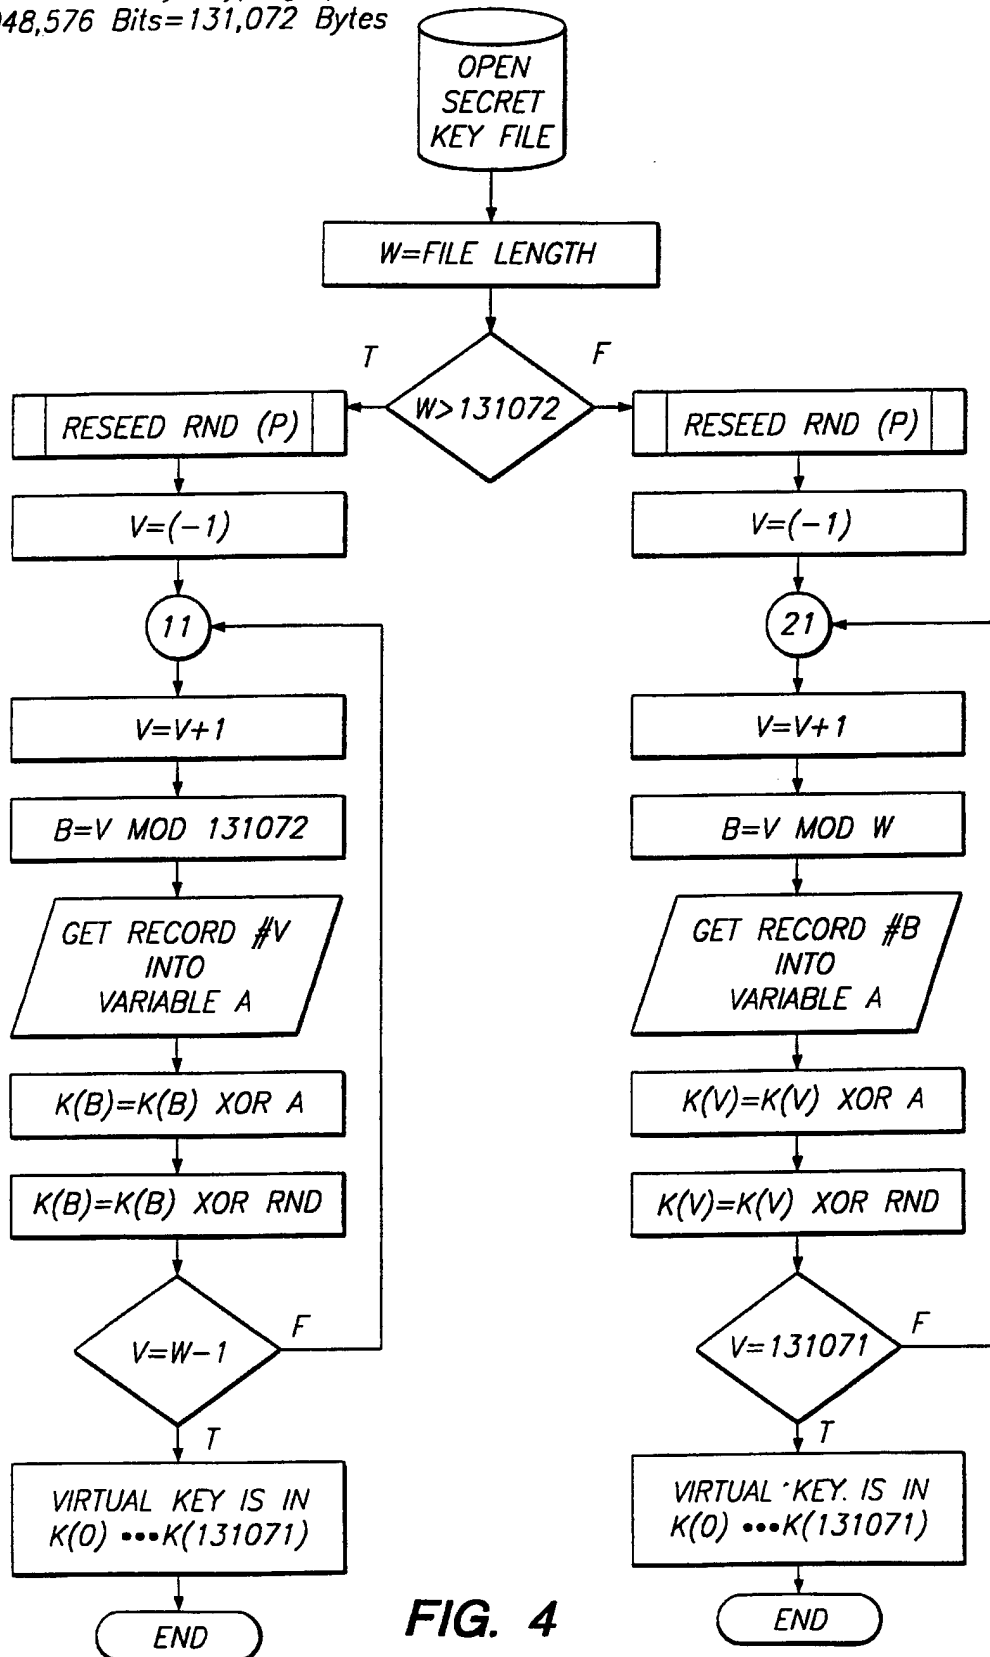 948,576 Bits=131,072 Bytes
OPEN
SECRET
KEY FILE
W=FILE LENGTH
T
F
W>131072
RESEED RND (P)
V=(-1)
11
V=V+1
B=V MOD 131072
GET RECORD #V
INTO
VARIABLE A
K(B)=K(B) XOR A
K(B)=K(B) XOR RND
V=W-1
F
T
VIRTUAL KEY IS IN
K(0) •••K(131071)
END
RESEED RND (P)
V=(-1)
21
V=V+1
B=V MOD W
GET RECORD #B
INTO
VARIABLE A
K(V)=K(V) XOR A
K(V)=K(V) XOR RND
V=131071
F
T
VIRTUAL KEY. IS IN
K(0) •••K(131071)
END
FIG. 4